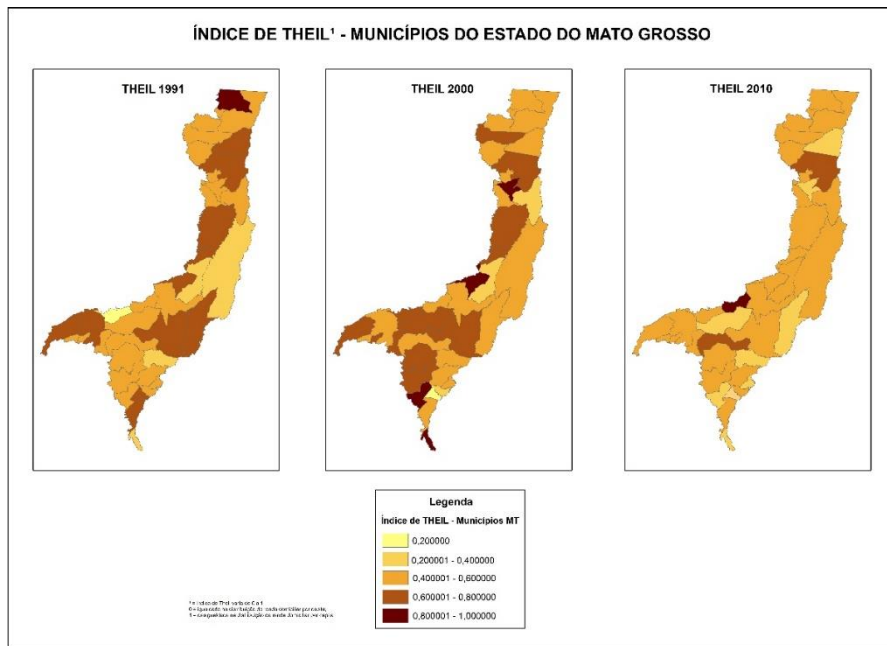 ÍNDICE DE THEIL¹ - MUNICÍPIOS DO ESTADO DO MATO GROSSO
THEIL 1991
THEIL 2000
THEIL 2010
Legenda
Índice de THEIL - Municípios MT
0,200000
0,200001 - 0,400000
0,400001 - 0,600000
0,600001 - 0,800000
0,800001 - 1,000000